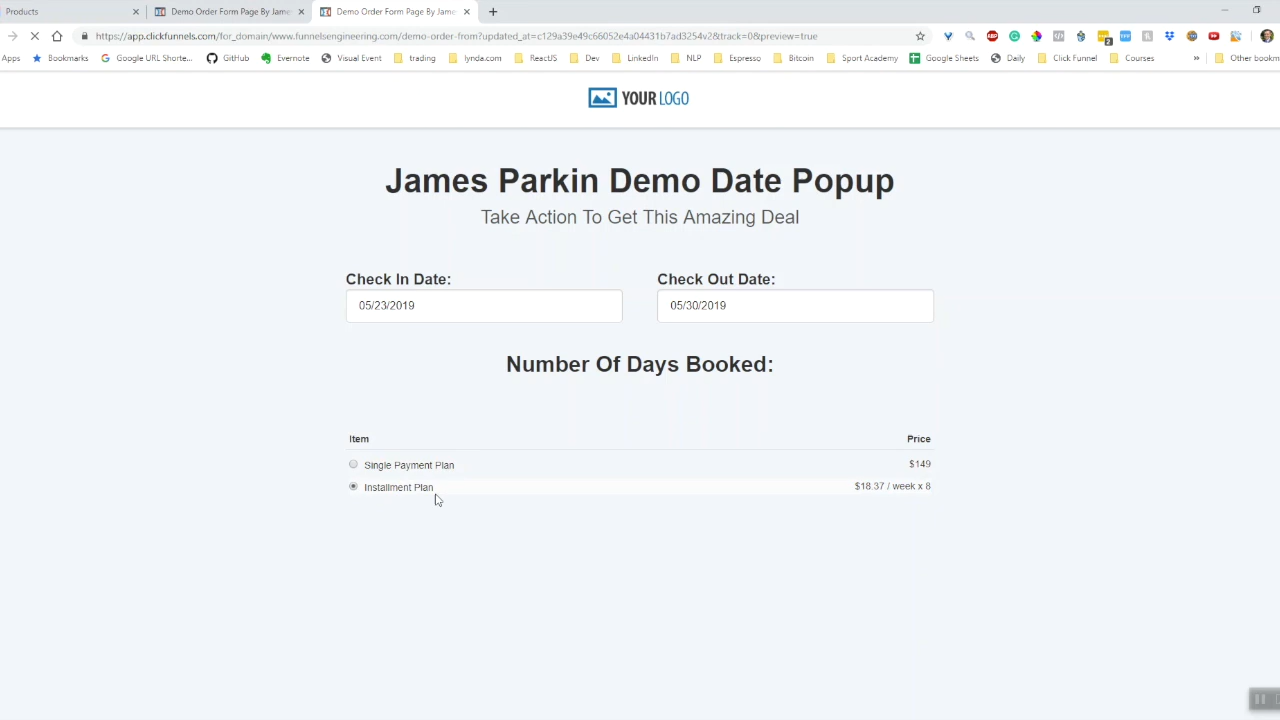 Products
Demo Order Form Page By Jame
Demo Order Form Page By Jame
https://app.clickfunnels.com/for_domain/www.funnelsengineering.com/demo-order-from?updated_at=c129a39e49c66052e4a04431b7ad3254v2&track=0&preview=true
Apps Bookmarks Google URL Shorte... GitHub Evernote Visual Event trading lynda.com ReactJS Dev LinkedIn NLP Espresso Bitcoin Sport Academy Google Sheets Daily Click Funnel Courses » Other bookm
YOUR LOGO
James Parkin Demo Date Popup
Take Action To Get This Amazing Deal
Check In Date: Check Out Date:
05/23/2019 05/30/2019
Number Of Days Booked:
Item Price
Single Payment Plan $149
Installment Plan $18.37 / week x 8